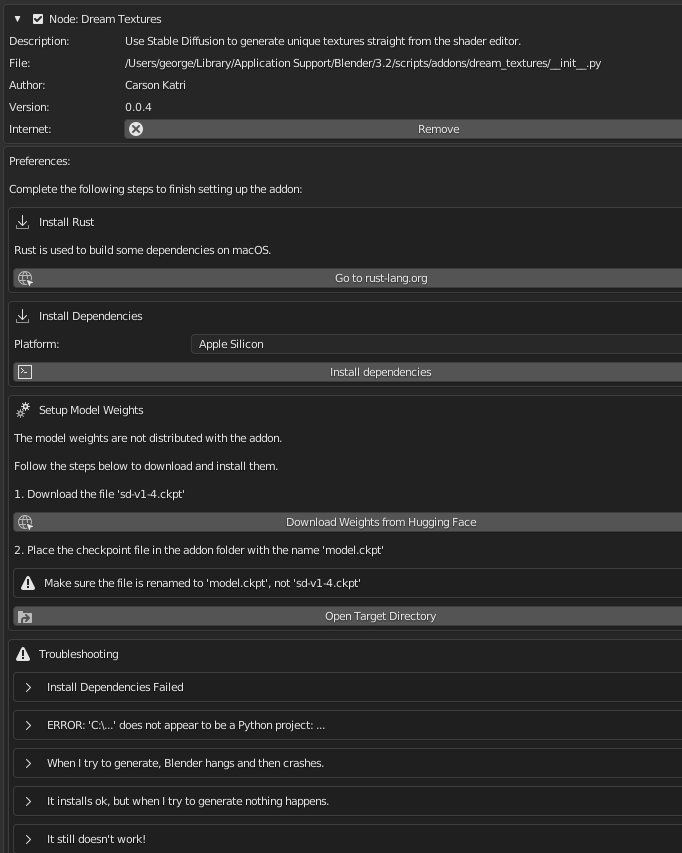 Node: Dream Textures
Description: Use Stable Diffusion to generate unique textures straight from the shader editor.
File: /Users/george/Library/Application Support/Blender/3.2/scripts/addons/dream_textures/__init__.py
Author: Carson Katri
Version: 0.0.4
Internet: Remove
Preferences:
Complete the following steps to finish setting up the addon:
Install Rust
Rust is used to build some dependencies on macOS.
Go to rust-lang.org
Install Dependencies
Platform: Apple Silicon
Install dependencies
Setup Model Weights
The model weights are not distributed with the addon.
Follow the steps below to download and install them.
1. Download the file 'sd-v1-4.ckpt'
Download Weights from Hugging Face
2. Place the checkpoint file in the addon folder with the name 'model.ckpt'
Make sure the file is renamed to 'model.ckpt', not 'sd-v1-4.ckpt'
Open Target Directory
Troubleshooting
Install Dependencies Failed
ERROR: 'C:\...' does not appear to be a Python project: ...
When I try to generate, Blender hangs and then crashes.
It installs ok, but when I try to generate nothing happens.
It still doesn't work!